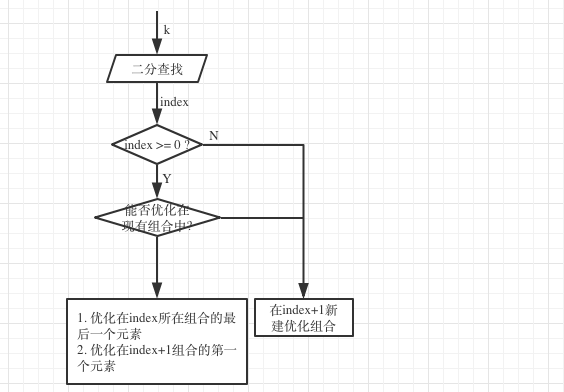 k
二分查找
index
index >= 0 ?
N
Y
能否优化在
现有组合中?
1. 优化在index所在组合的最
后一个元素
2. 优化在index+1组合的第一
个元素
在index+1新
建优化组合